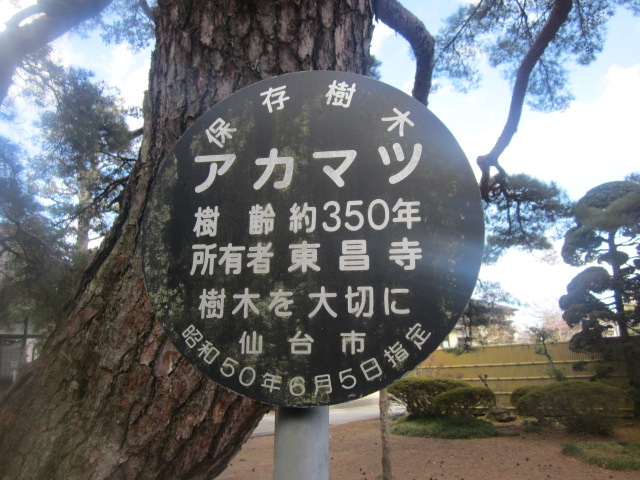 保存樹木
アカマツ
樹齢約350年
所有者 東昌寺
樹木を大切に
仙台市
昭和50年6月5日指定